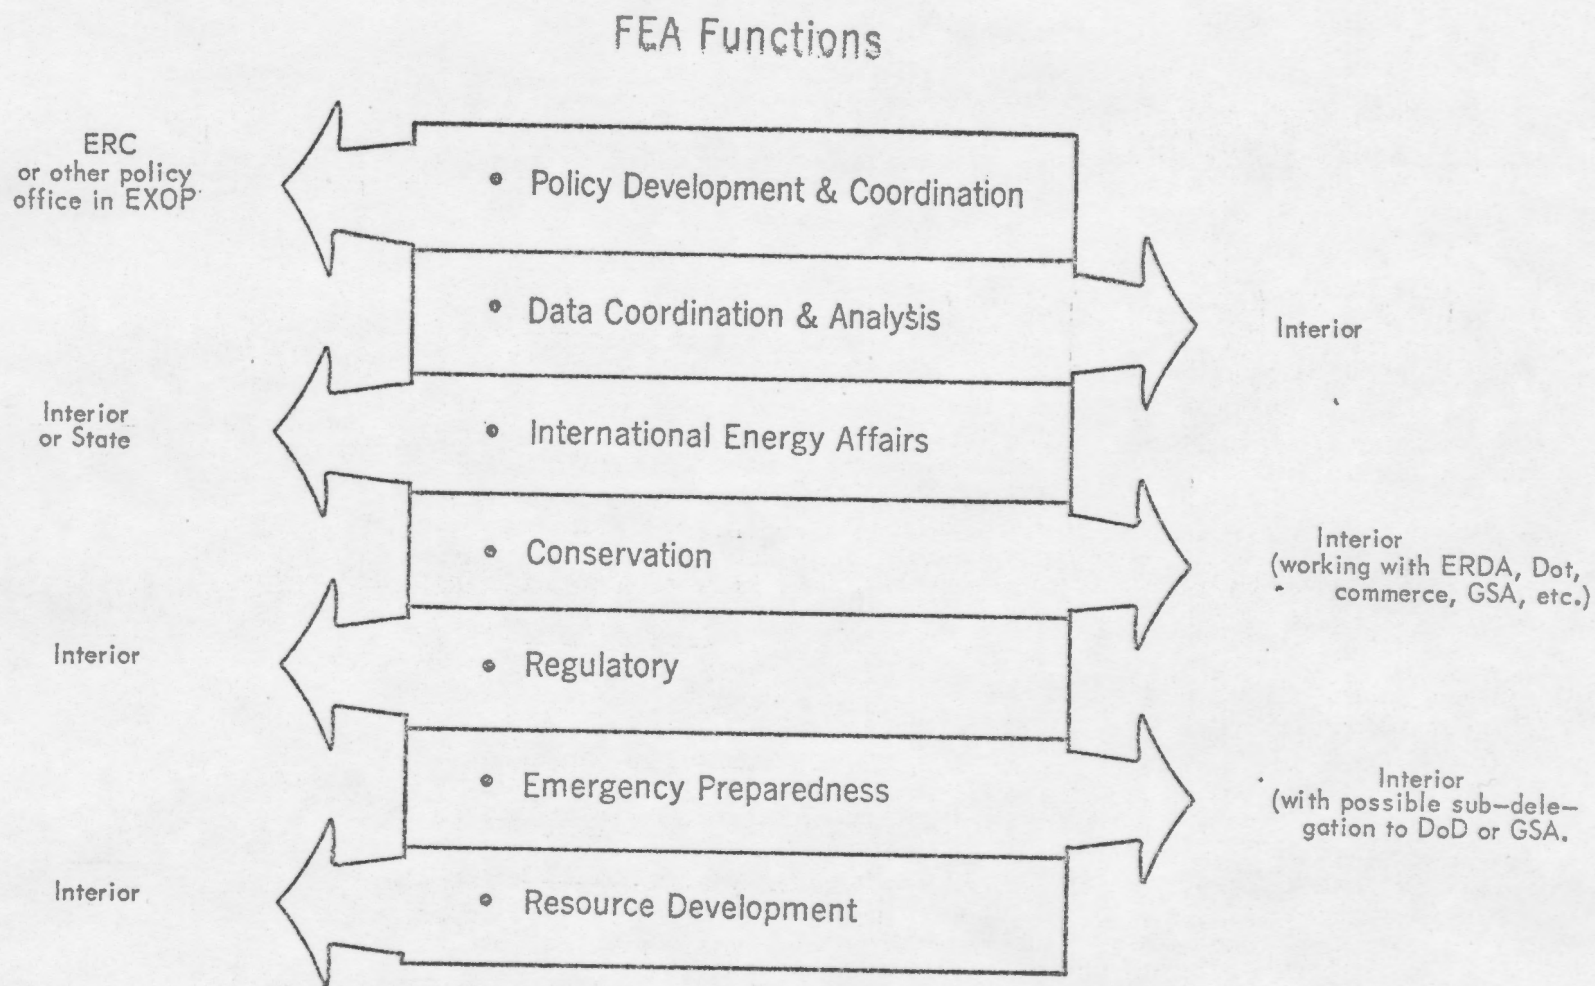 FEA Functions
ERC
or other policy
office in EXOP
• Policy Development & Coordination
• Data Coordination & Analysis
Interior
Interior
or State
• International Energy Affairs
• Conservation
Interior
(working with ERDA, Dot,
commerce, GSA, etc.)
Interior
• Regulatory
• Emergency Preparedness
Interior
(with possible sub-dele-
gation to DoD or GSA.
Interior
• Resource Development